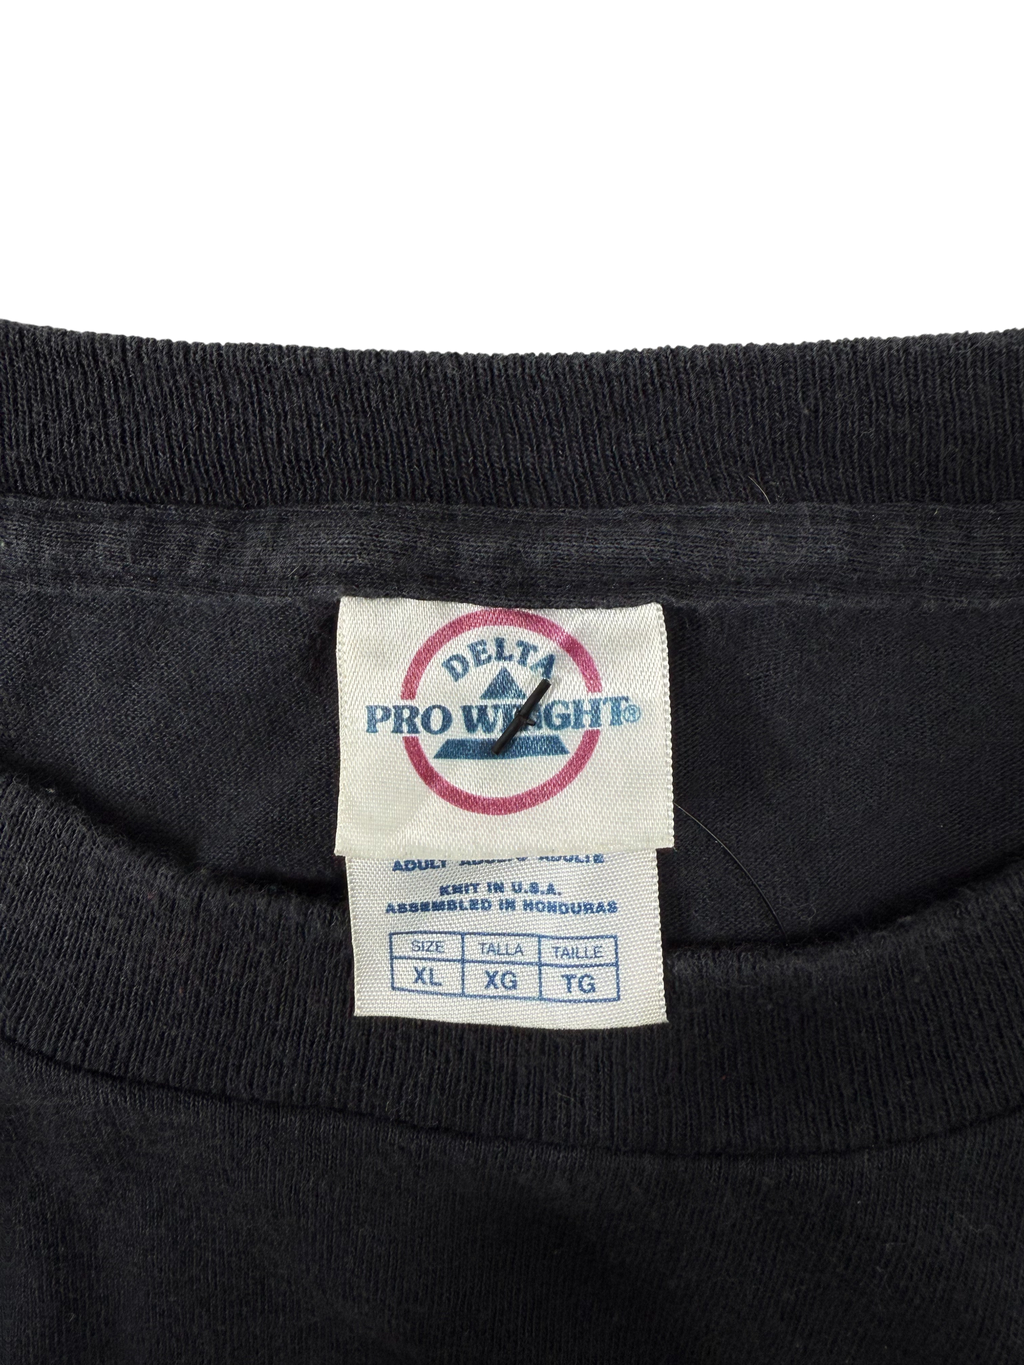 DELTA
PRO WEIGHT®
ADULT ADULTO ADULTE
KNIT IN U.S.A.
ASSEMBLED IN HONDURAS
SIZE TALLA TAILLE
XL XG TG